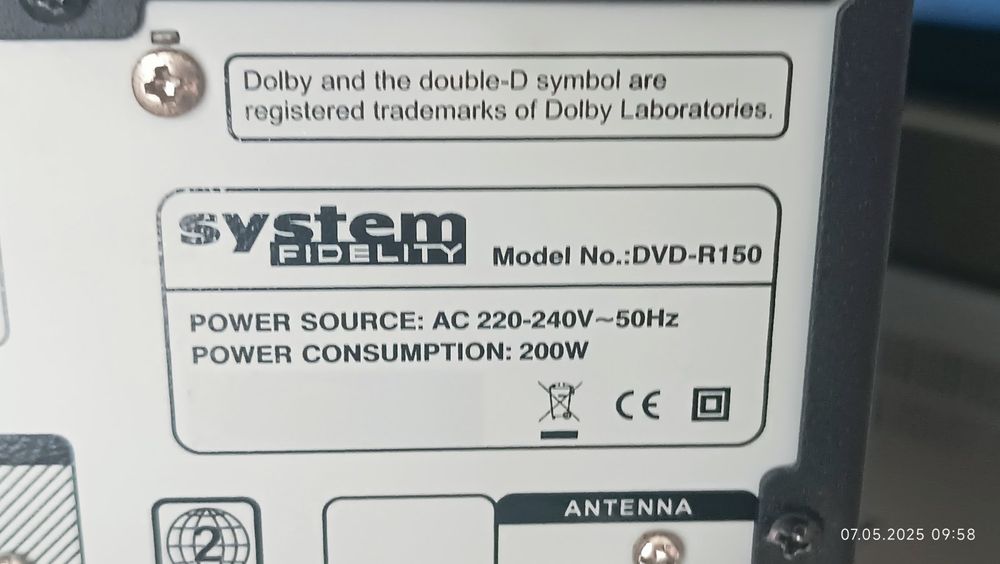 Dolby and the double-D symbol are
registered trademarks of Dolby Laboratories.
system
FIDELITY
Model No.:DVD-R150
POWER SOURCE: AC 220-240V~50Hz
POWER CONSUMPTION: 200W
CE
2
ANTENNA
07.05.2025 09:58